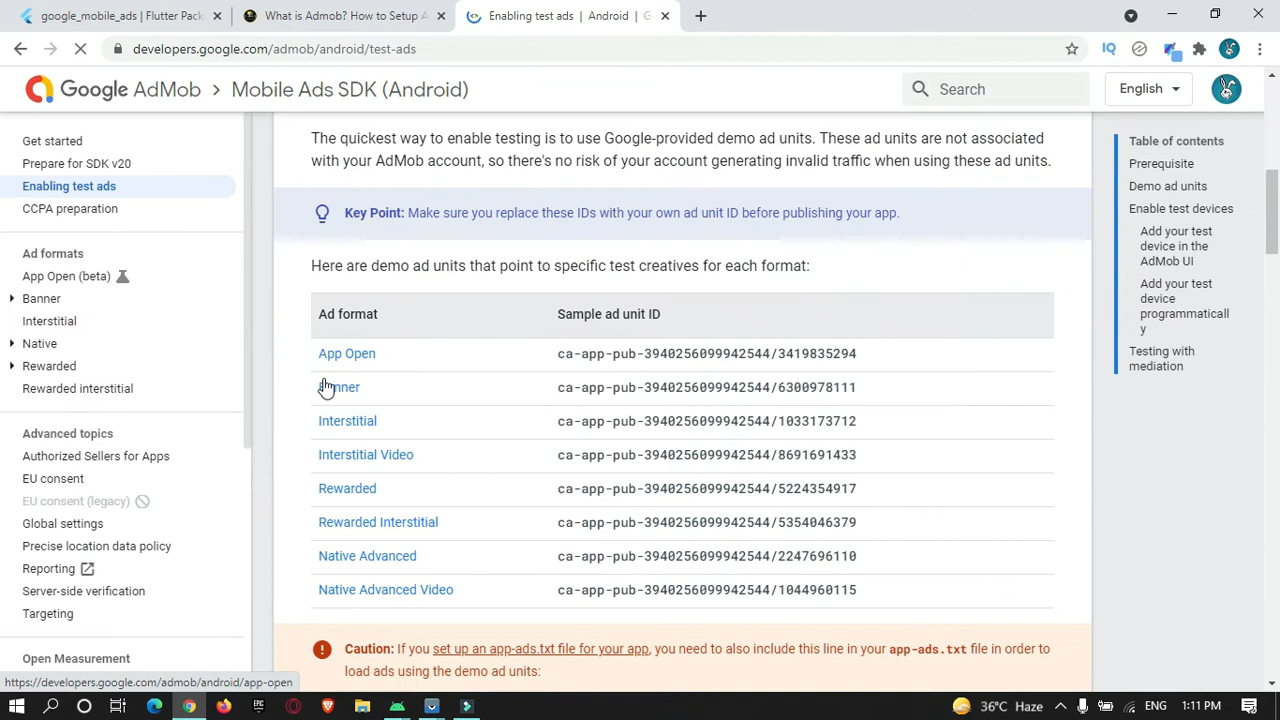 google_mobile_ads | Flutter Pack
What is Admob? How to Setup A
Enabling test ads | Android | G
developers.google.com/admob/android/test-ads
IQ
Google AdMob > Mobile Ads SDK (Android)
Search
English
Get started
Prepare for SDK v20
Enabling test ads
CCPA preparation
Ad formats
App Open (beta)
Banner
Interstitial
Native
Rewarded
Rewarded interstitial
Advanced topics
Authorized Sellers for Apps
EU consent
EU consent (legacy)
Global settings
Precise location data policy
Reporting
Server-side verification
Targeting
Open Measurement
The quickest way to enable testing is to use Google-provided demo ad units. These ad units are not associated
with your AdMob account, so there's no risk of your account generating invalid traffic when using these ad units.
Key Point: Make sure you replace these IDs with your own ad unit ID before publishing your app.
Here are demo ad units that point to specific test creatives for each format:
Ad format Sample ad unit ID
App Open ca-app-pub-3940256099942544/3419835294
Banner ca-app-pub-3940256099942544/6300978111
Interstitial ca-app-pub-3940256099942544/1033173712
Interstitial Video ca-app-pub-3940256099942544/8691691433
Rewarded ca-app-pub-3940256099942544/5224354917
Rewarded Interstitial ca-app-pub-3940256099942544/5354046379
Native Advanced ca-app-pub-3940256099942544/2247696110
Native Advanced Video ca-app-pub-3940256099942544/1044960115
Caution: If you set up an app-ads.txt file for your app, you need to also include this line in your app-ads.txt file in order to
load ads using the demo ad units:
Table of contents
Prerequisite
Demo ad units
Enable test devices
Add your test
device in the
AdMob UI
Add your test
device
programmaticall
y
Testing with
mediation
https://developers.google.com/admob/android/app-open
EPIC
36°C Haze
ENG
1:11 PM